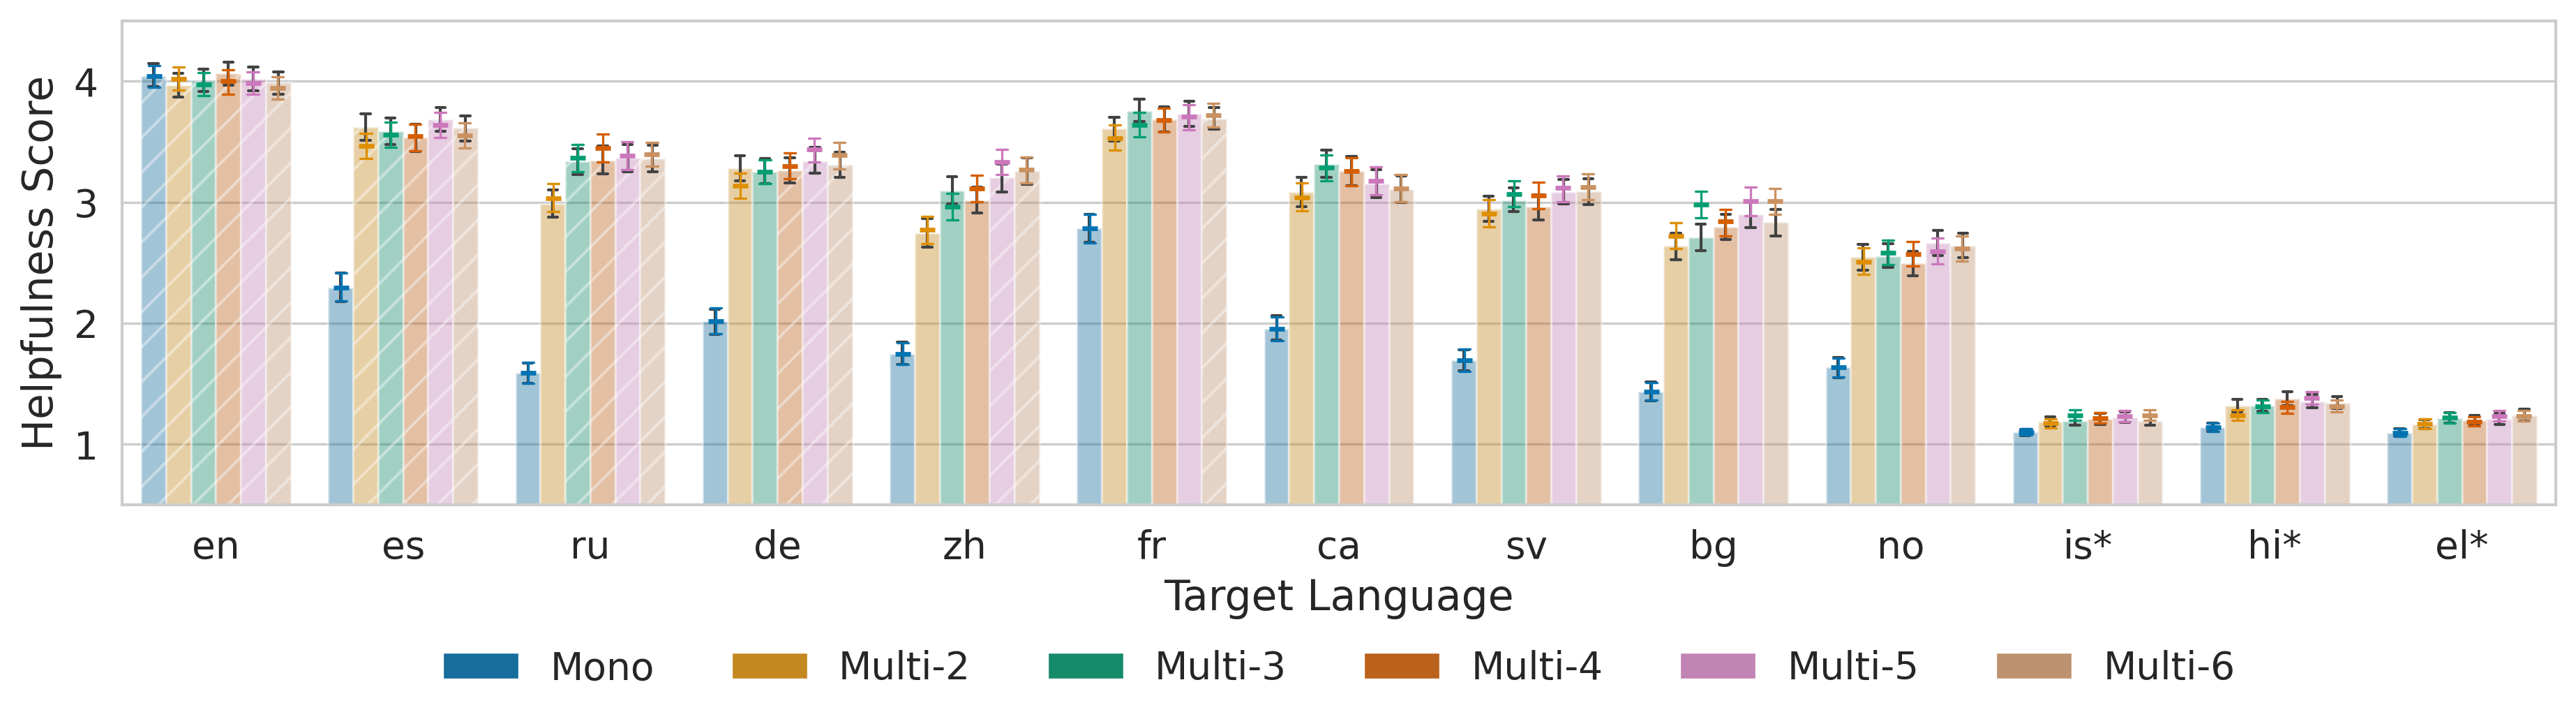 Helpfulness Score
4
3
2
1
en es ru de zh fr ca sv bg no is* hi* el*
Target Language
Mono Multi-2 Multi-3 Multi-4 Multi-5 Multi-6